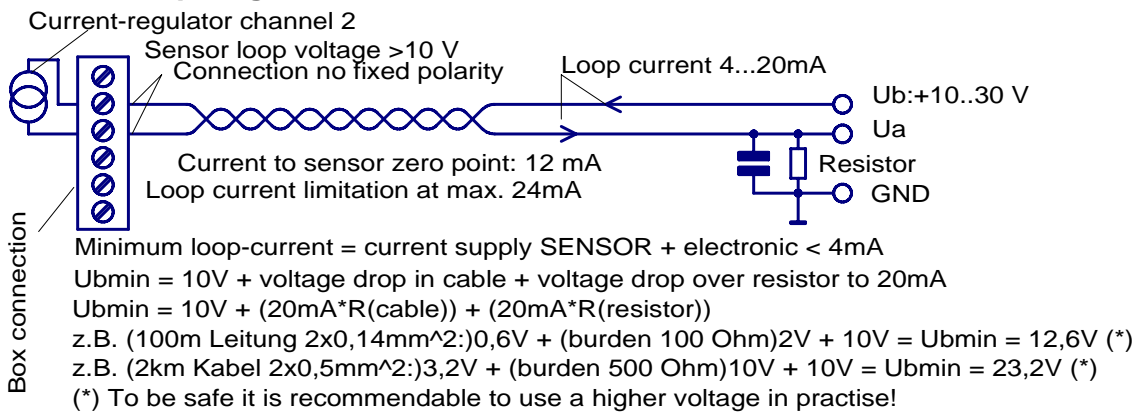 Current-regulator channel 2
Sensor loop voltage >10 V
Connection no fixed polarity
Loop current 4...20mA
Ub:+10..30 V
Ua
Current to sensor zero point: 12 mA
Resistor
Loop current limitation at max. 24mA
GND
Box connection
Minimum loop-current = current supply SENSOR + electronic < 4mA
Ubmin = 10V + voltage drop in cable + voltage drop over resistor to 20mA
Ubmin = 10V + (20mA*R(cable)) + (20mA*R(resistor))
z.B. (100m Leitung 2x0,14mm^2:)0,6V + (burden 100 Ohm)2V + 10V = Ubmin = 12,6V (*)
z.B. (2km Kabel 2x0,5mm^2:)3,2V + (burden 500 Ohm)10V + 10V = Ubmin = 23,2V (*)
(*) To be safe it is recommendable to use a higher voltage in practise!